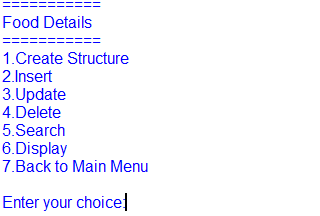 ===========
Food Details
===========
1.Create Structure
2.Insert
3.Update
4.Delete
5.Search
6.Display
7.Back to Main Menu
Enter your choice: